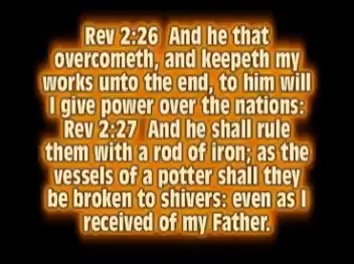 Rev 2:26 And he that
overcometh, and keepeth my
works unto the end, to him will
I give power over the nations:
Rev 2:27 And he shall rule
them with a rod of iron; as the
vessels of a potter shall they
be broken to shivers: even as I
received of my Father.